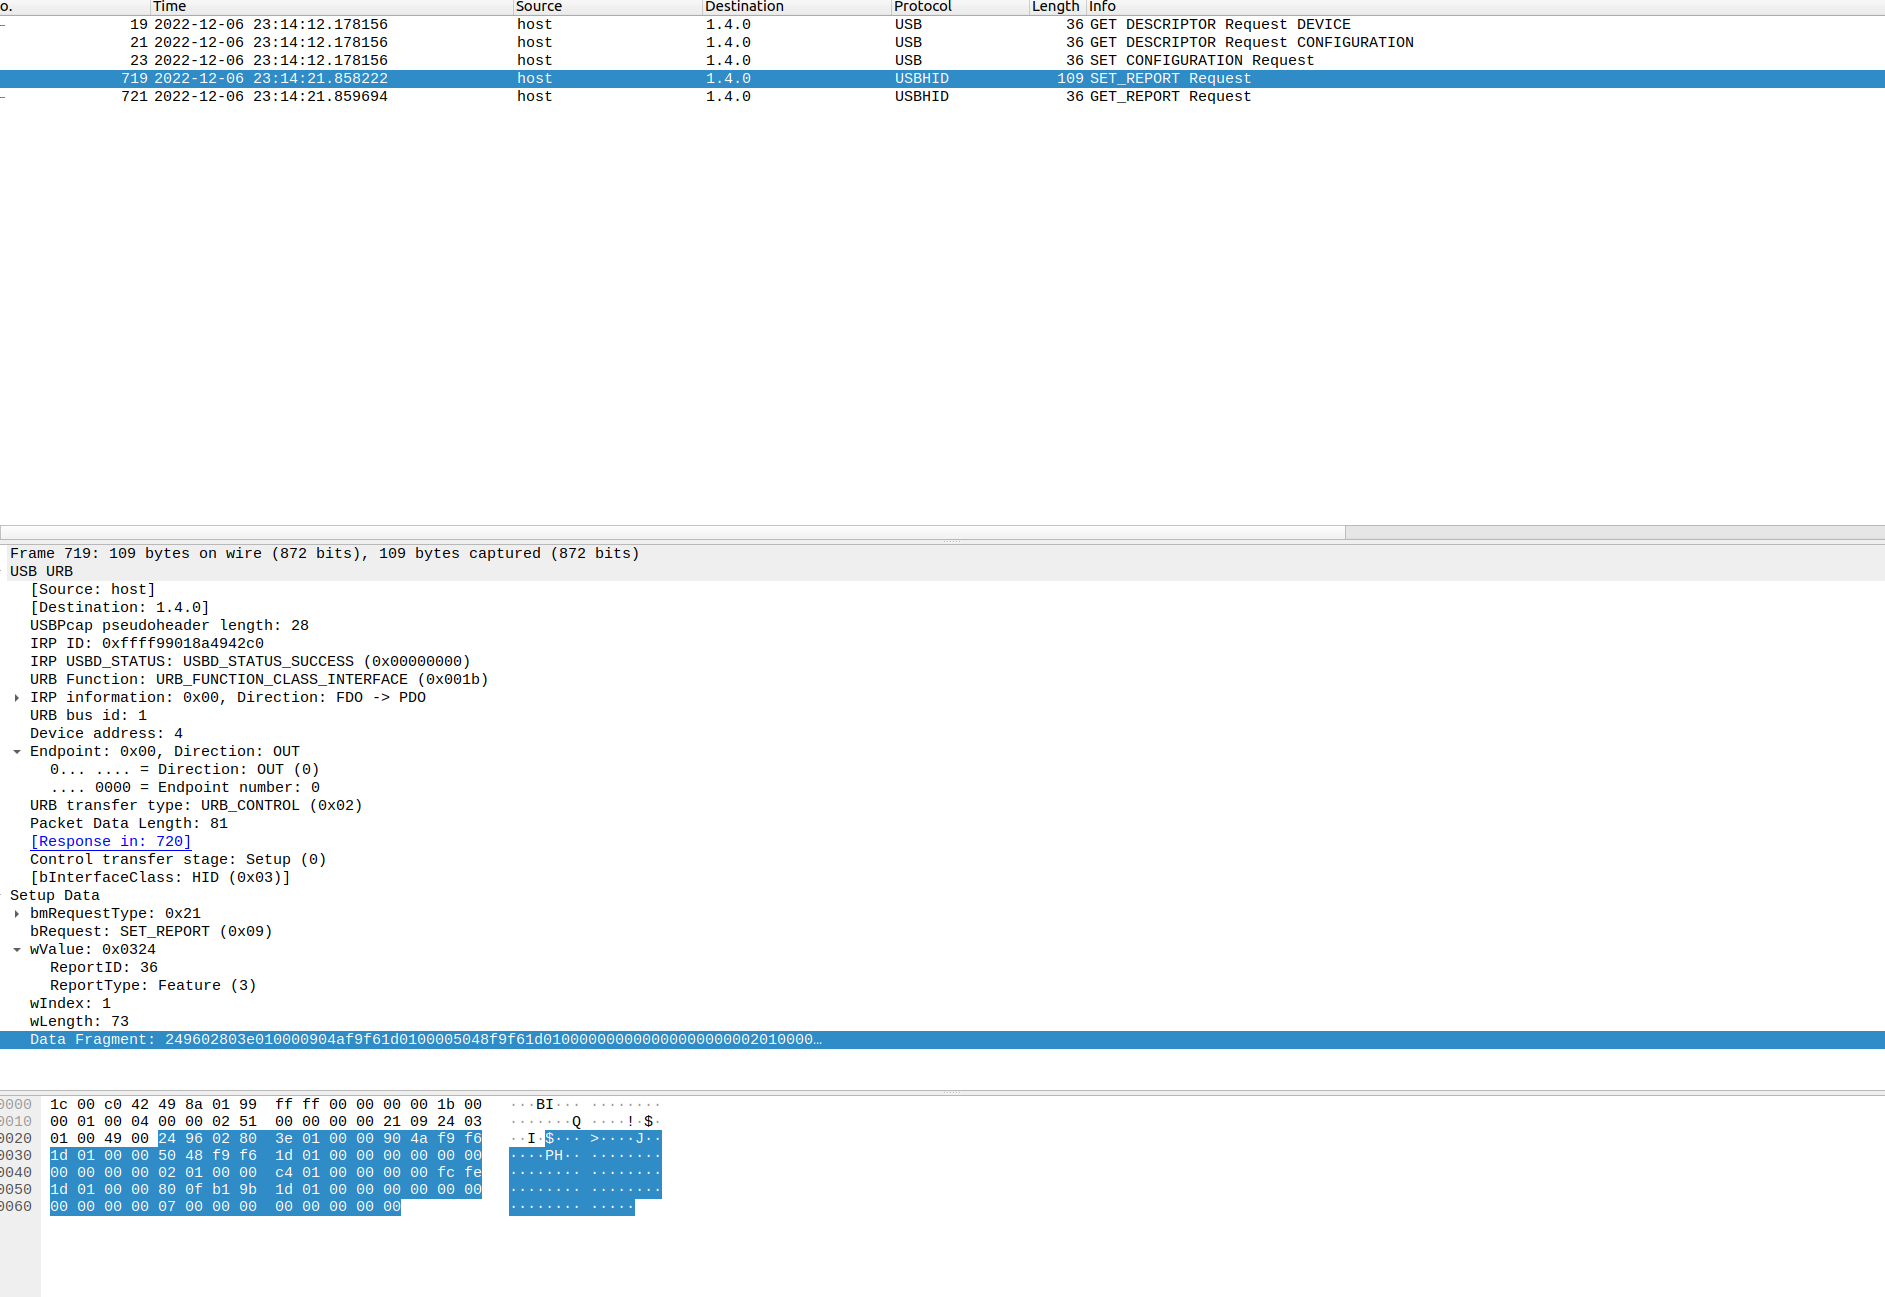 o. Time Source Destination Protocol Length Info
19 2022-12-06 23:14:12.178156 host 1.4.0 USB 36 GET DESCRIPTOR Request DEVICE
21 2022-12-06 23:14:12.178156 host 1.4.0 USB 36 GET DESCRIPTOR Request CONFIGURATION
23 2022-12-06 23:14:12.178156 host 1.4.0 USB 36 SET CONFIGURATION Request
719 2022-12-06 23:14:21.858222 host 1.4.0 USBHID 109 SET_REPORT Request
721 2022-12-06 23:14:21.859694 host 1.4.0 USBHID 36 GET_REPORT Request
Frame 719: 109 bytes on wire (872 bits), 109 bytes captured (872 bits)
USB URB
[Source: host]
[Destination: 1.4.0]
USBPcap pseudoheader length: 28
IRP ID: 0xffff99018a4942c0
IRP USBD_STATUS: USBD_STATUS_SUCCESS (0x00000000)
URB Function: URB_FUNCTION_CLASS_INTERFACE (0x001b)
IRP information: 0x00, Direction: FDO -> PDO
URB bus id: 1
Device address: 4
Endpoint: 0x00, Direction: OUT
0... .... = Direction: OUT (0)
.... 0000 = Endpoint number: 0
URB transfer type: URB_CONTROL (0x02)
Packet Data Length: 81
[Response in: 720]
Control transfer stage: Setup (0)
[bInterfaceClass: HID (0x03)]
Setup Data
bmRequestType: 0x21
bRequest: SET_REPORT (0x09)
wValue: 0x0324
ReportID: 36
ReportType: Feature (3)
wIndex: 1
wLength: 73
Data Fragment: 249602803e010000904af9f61d0100005048f9f61d010000000000000000000002010000…
0000 1c 00 c0 42 49 8a 01 99 ff ff 00 00 00 00 1b 00 ···BI··· ········
0010 00 01 00 04 00 00 02 51 00 00 00 00 21 09 24 03 ·······Q ····!·$·
0020 01 00 49 00 24 96 02 80 3e 01 00 00 90 4a f9 f6 ··I·$··· >····J··
0030 1d 01 00 00 50 48 f9 f6 1d 01 00 00 00 00 00 00 ····PH·· ········
0040 00 00 00 00 02 01 00 00 c4 01 00 00 00 00 fc fe ········ ········
0050 1d 01 00 00 80 0f b1 9b 1d 01 00 00 00 00 00 00 ········ ········
0060 00 00 00 00 07 00 00 00 00 00 00 00 00 ········ ·····